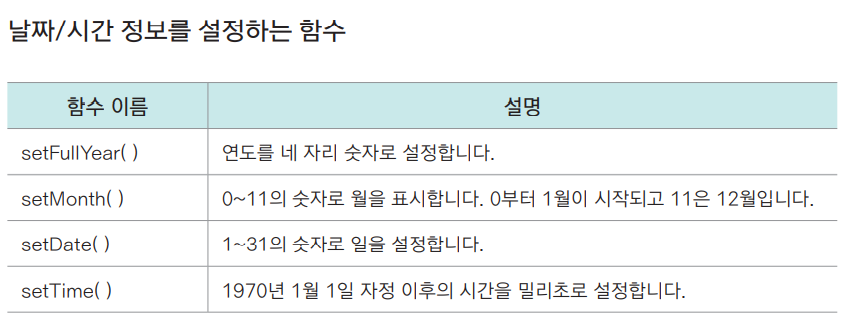 날짜/시간 정보를 설정하는 함수
함수 이름 설명
setFullYear( ) 연도를 네 자리 숫자로 설정합니다.
setMonth( ) 0~11의 숫자로 월을 표시합니다. 0부터 1월이 시작되고 11은 12월입니다.
setDate( ) 1~31의 숫자로 일을 설정합니다.
setTime( ) 1970년 1월 1일 자정 이후의 시간을 밀리초로 설정합니다.